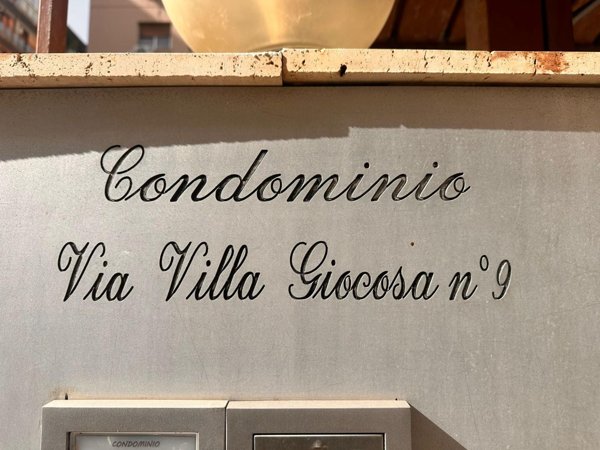 Condominio
Via Villa Giocosa n° 9
CONDOMINIO